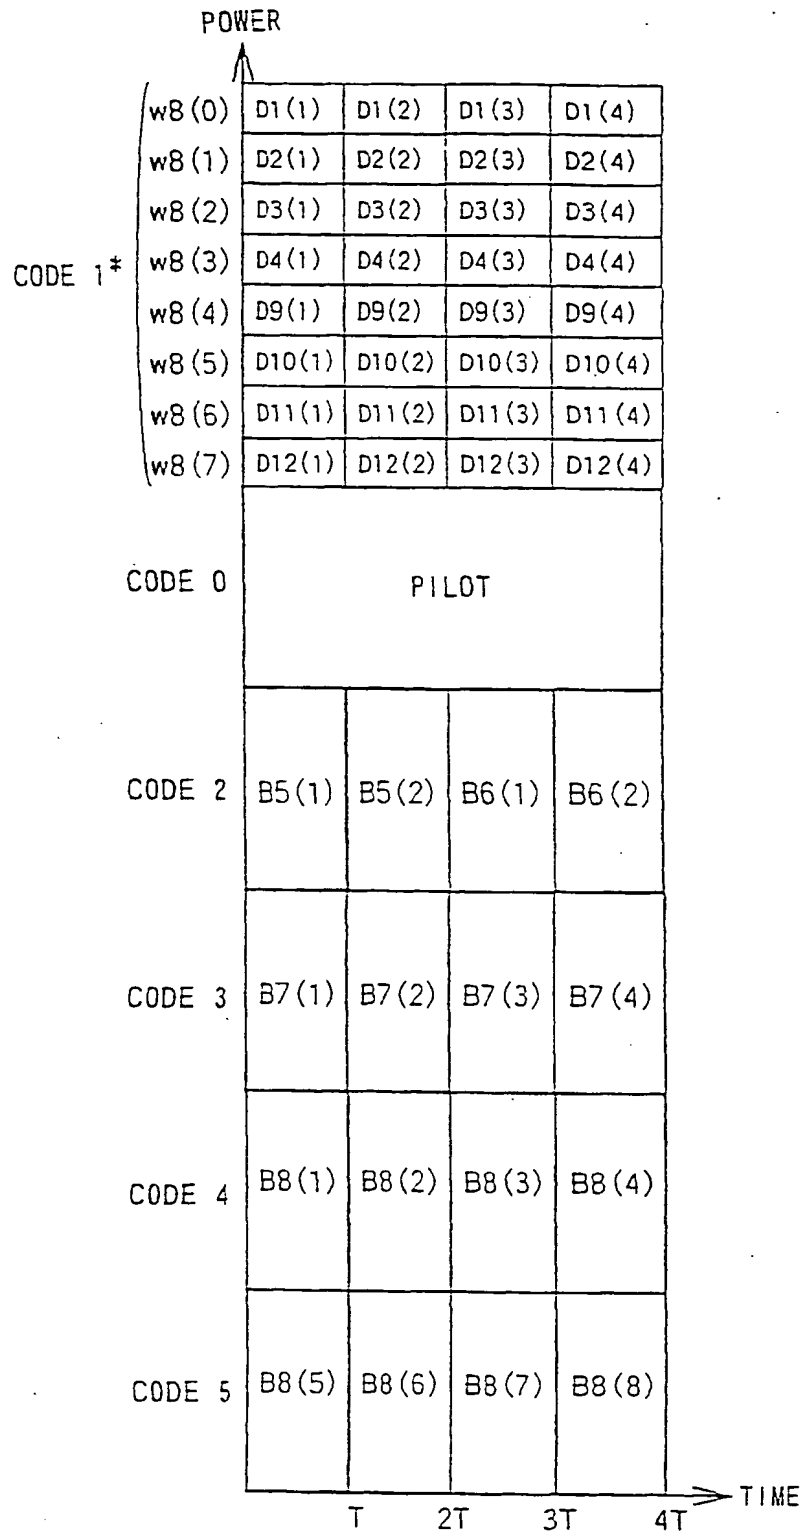 POWER
w8(0) D1(1) D1(2) D1(3) D1(4)
w8(1) D2(1) D2(2) D2(3) D2(4)
w8(2) D3(1) D3(2) D3(3) D3(4)
CODE 1* w8(3) D4(1) D4(2) D4(3) D4(4)
w8(4) D9(1) D9(2) D9(3) D9(4)
w8(5) D10(1) D10(2) D10(3) D10(4)
w8(6) D11(1) D11(2) D11(3) D11(4)
w8(7) D12(1) D12(2) D12(3) D12(4)
CODE 0 PILOT
CODE 2 B5(1) B5(2) B6(1) B6(2)
CODE 3 B7(1) B7(2) B7(3) B7(4)
CODE 4 B8(1) B8(2) B8(3) B8(4)
CODE 5 B8(5) B8(6) B8(7) B8(8)
TIME
T 2T 3T 4T